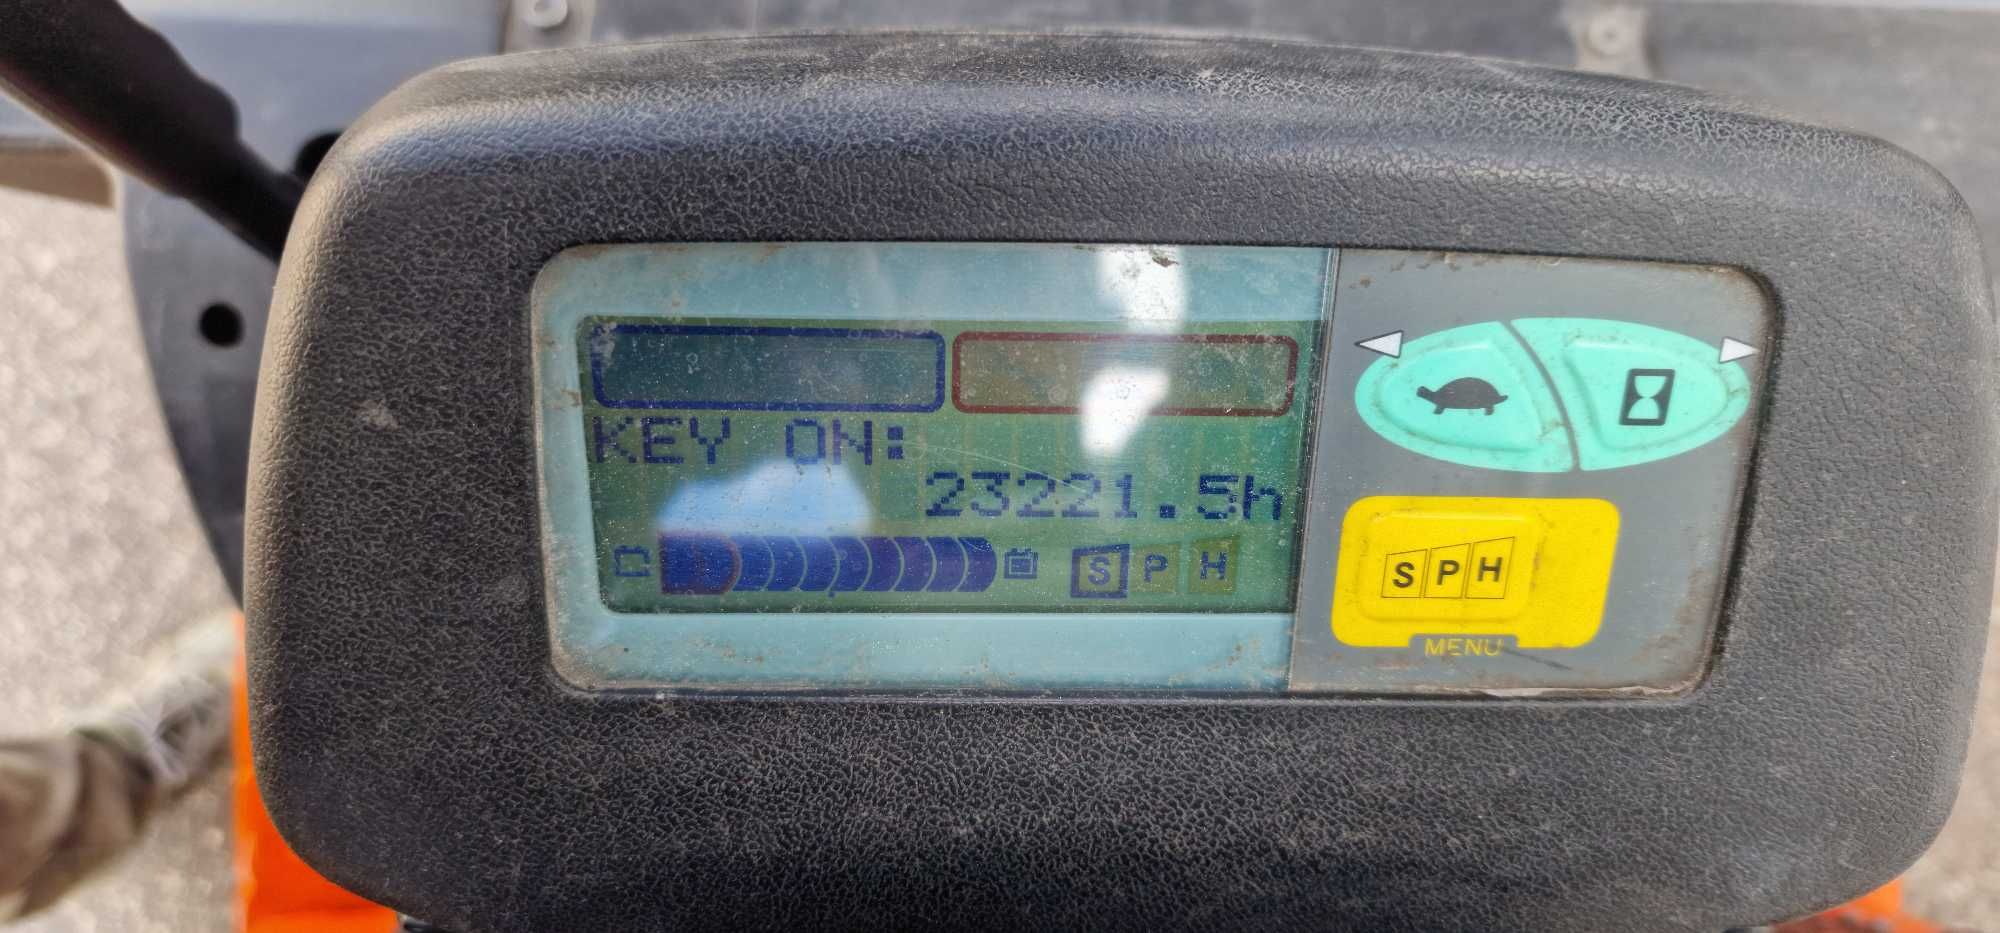 KEY ON:
23221.5h
S P H
S P H
MENU